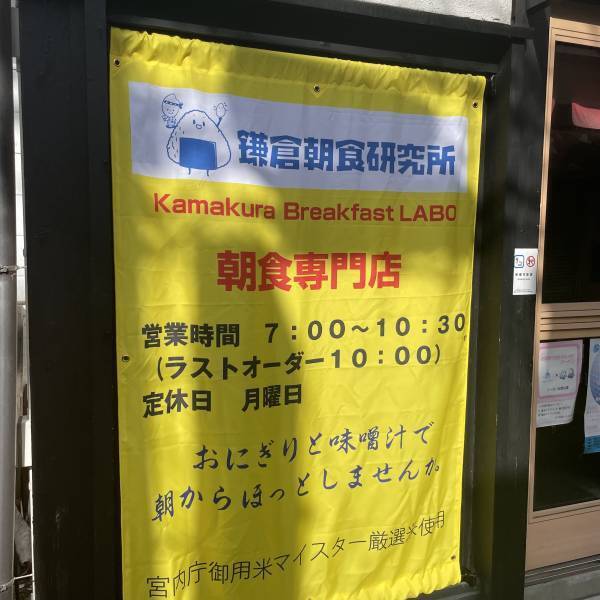 鎌倉朝食研究所
Kamakura Breakfast LABO
朝食専門店
営業時間　7：00〜10：30
（ラストオーダー10：00）
定休日　月曜日
おにぎりと味噌汁で
朝からほっとしませんか。
宮内庁御用米マイスター厳選米使用